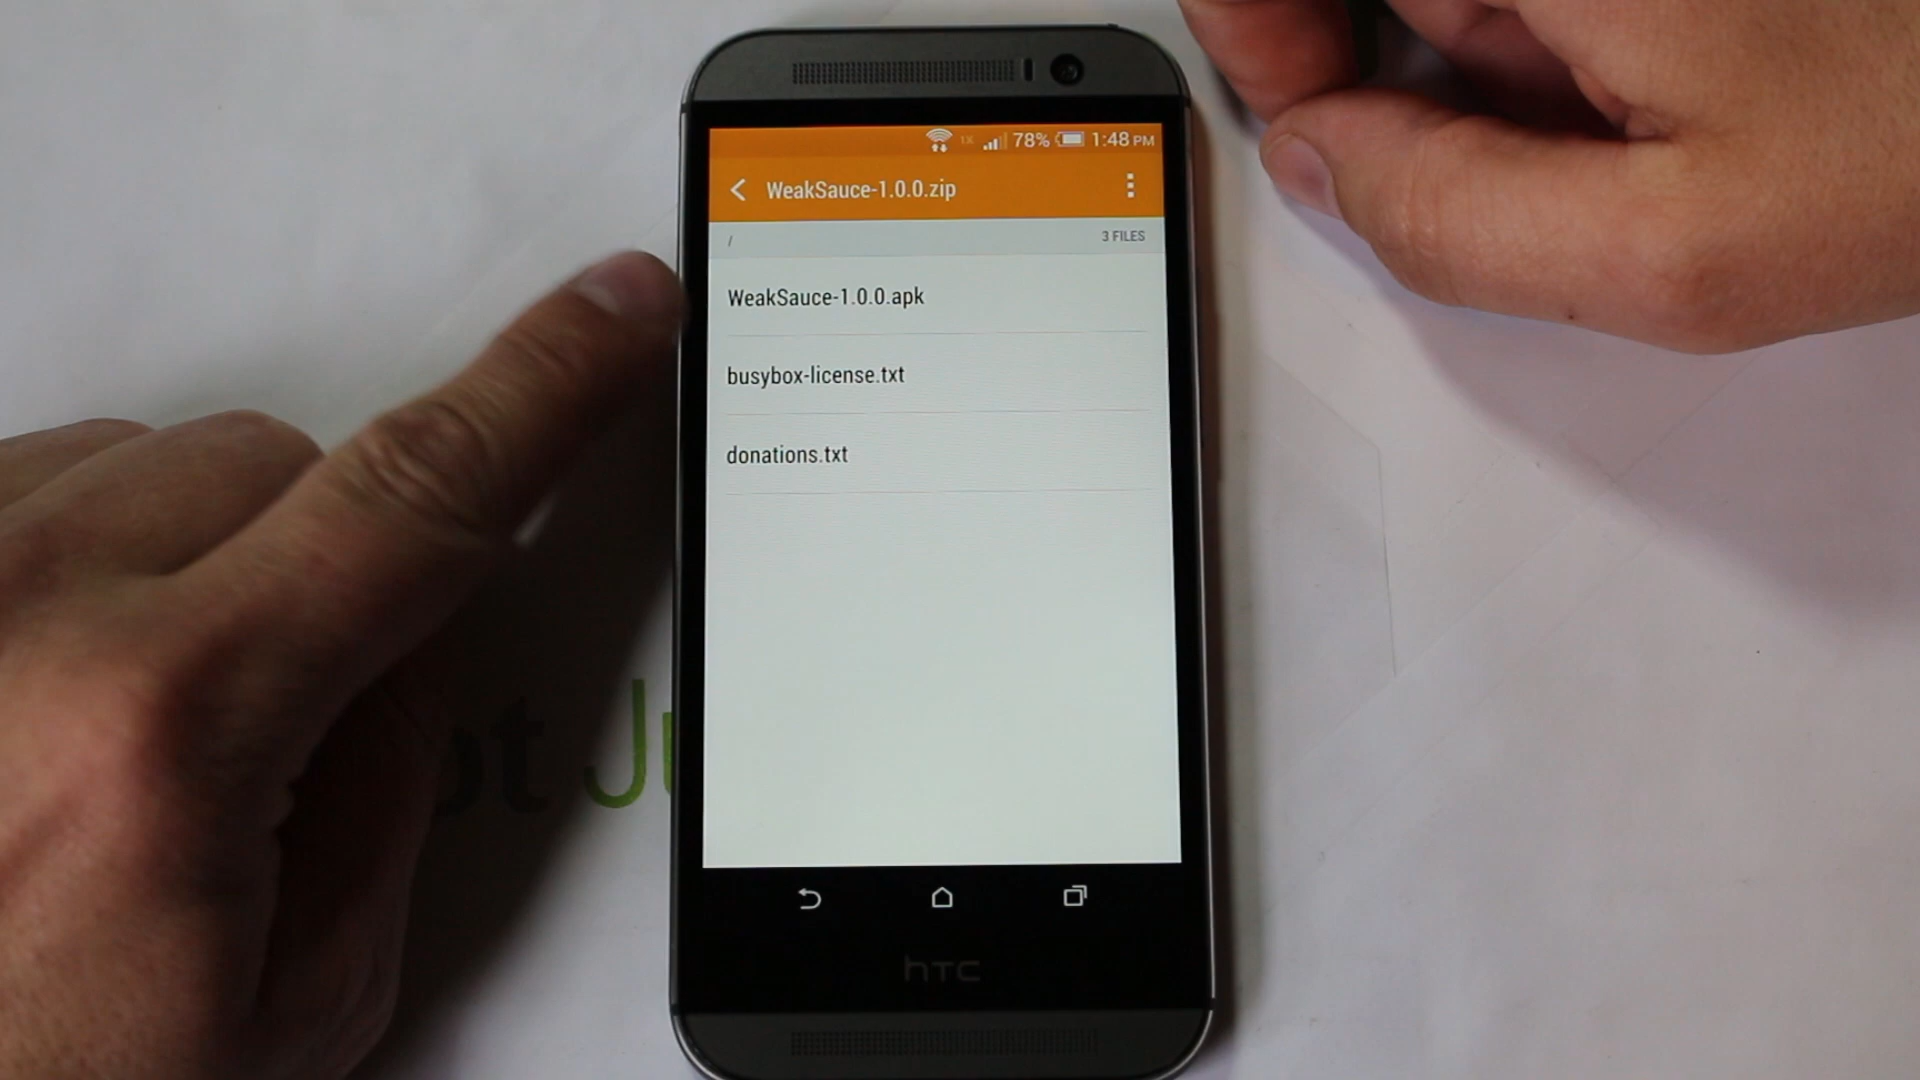 1X 78% 1:48 PM
WeakSauce-1.0.0.zip
/ 3 FILES
WeakSauce-1.0.0.apk
busybox-license.txt
donations.txt
hTC